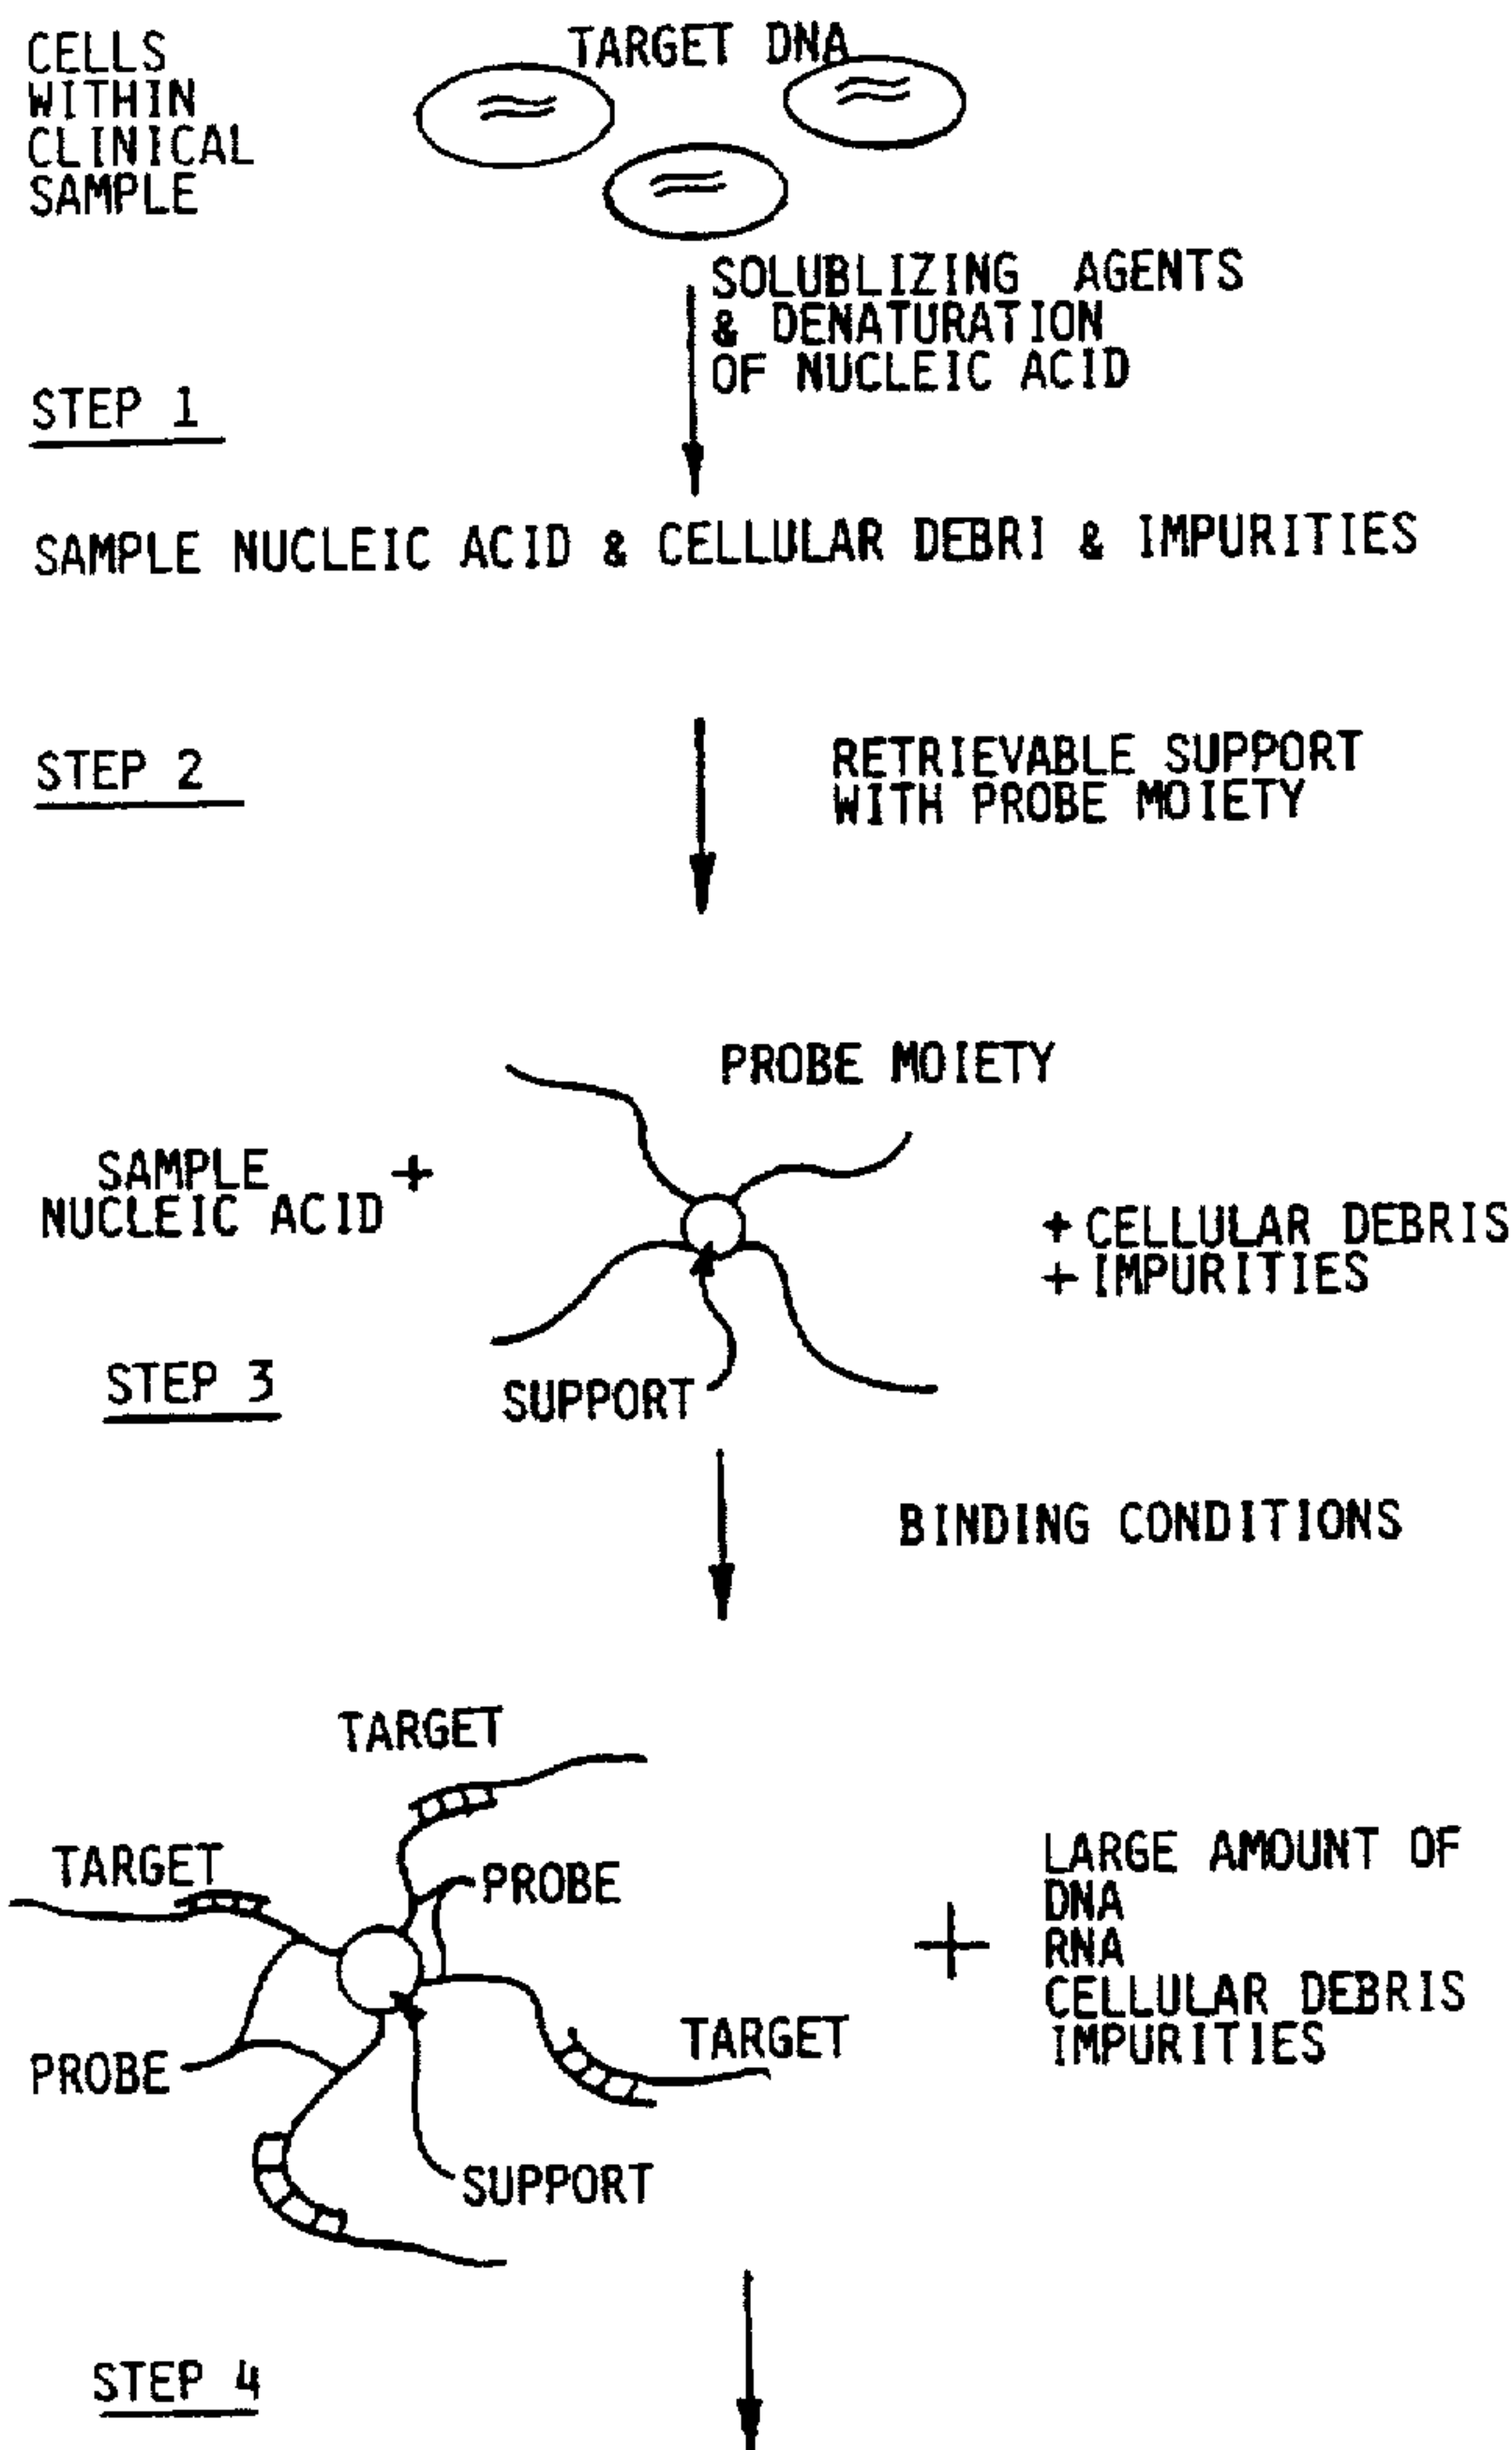 CELLS
WITHIN
CLINICAL
SAMPLE
TARGET DNA
SOLUBLIZING AGENTS
& DENATURATION
OF NUCLEIC ACID
STEP 1
SAMPLE NUCLEIC ACID & CELLULAR DEBRI & IMPURITIES
STEP 2
RETRIEVABLE SUPPORT
WITH PROBE MOIETY
PROBE MOIETY
SAMPLE +
NUCLEIC ACID
+ CELLULAR DEBRIS
+ IMPURITIES
STEP 3
SUPPORT
BINDING CONDITIONS
TARGET
TARGET
PROBE
TARGET
PROBE
SUPPORT
+
LARGE AMOUNT OF
DNA
RNA
CELLULAR DEBRIS
IMPURITIES
STEP 4